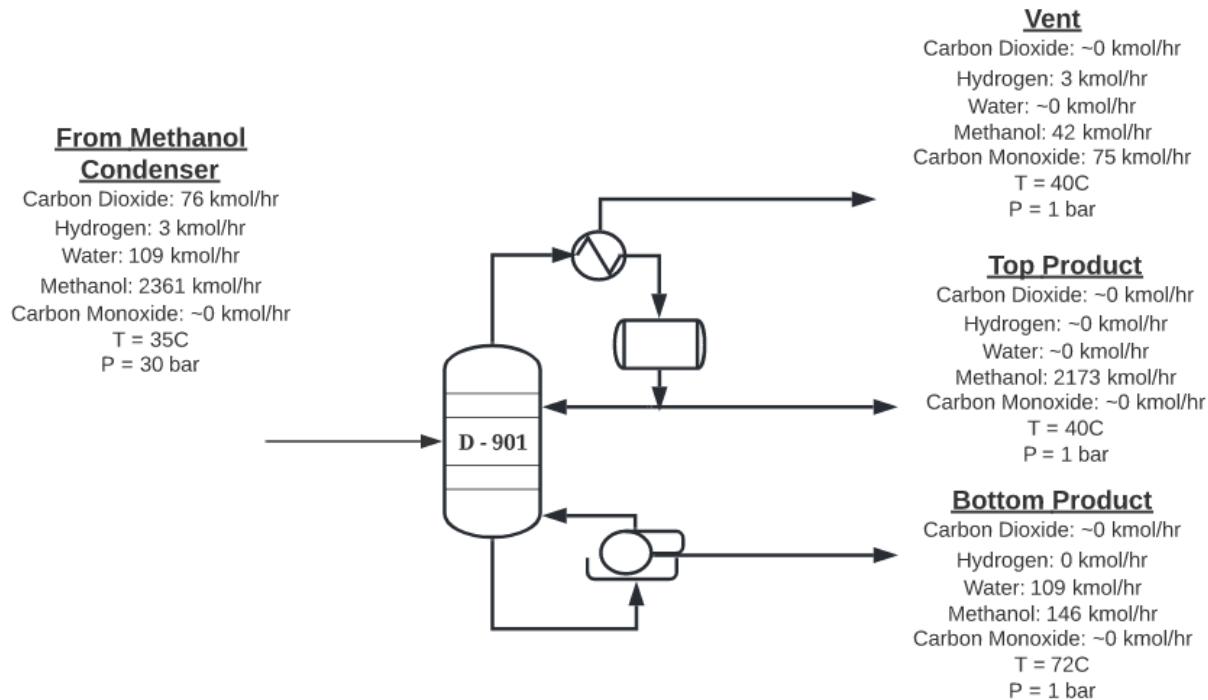 From Methanol
Condenser
Carbon Dioxide: 76 kmol/hr
Hydrogen: 3 kmol/hr
Water: 109 kmol/hr
Methanol: 2361 kmol/hr
Carbon Monoxide: ~0 kmol/hr
T = 35C
P = 30 bar
D - 901
Vent
Carbon Dioxide: ~0 kmol/hr
Hydrogen: 3 kmol/hr
Water: ~0 kmol/hr
Methanol: 42 kmol/hr
Carbon Monoxide: 75 kmol/hr
T = 40C
P = 1 bar
Top Product
Carbon Dioxide: ~0 kmol/hr
Hydrogen: ~0 kmol/hr
Water: ~0 kmol/hr
Methanol: 2173 kmol/hr
Carbon Monoxide: ~0 kmol/hr
T = 40C
P = 1 bar
Bottom Product
Carbon Dioxide: ~0 kmol/hr
Hydrogen: 0 kmol/hr
Water: 109 kmol/hr
Methanol: 146 kmol/hr
Carbon Monoxide: ~0 kmol/hr
T = 72C
P = 1 bar